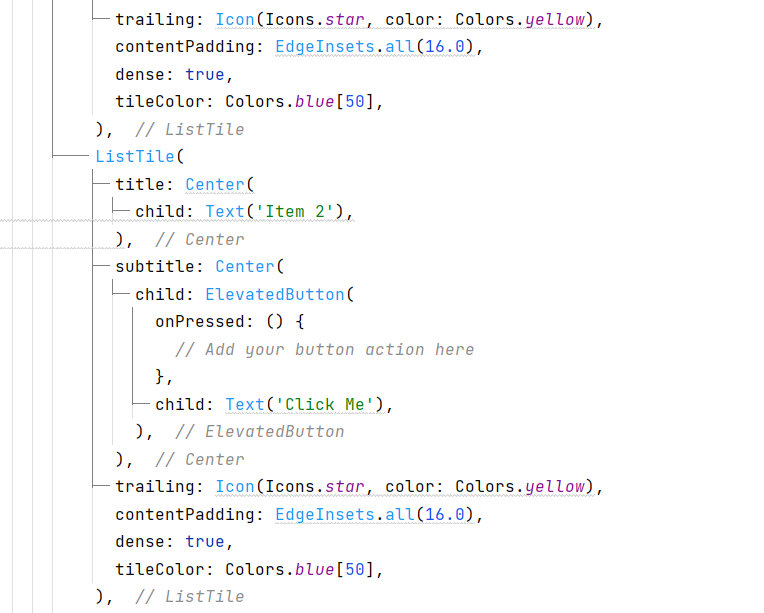 trailing: Icon(Icons.star, color: Colors.yellow),
contentPadding: EdgeInsets.all(16.0),
dense: true,
tileColor: Colors.blue[50],
), // ListTile
ListTile(
title: Center(
child: Text('Item 2'),
), // Center
subtitle: Center(
child: ElevatedButton(
onPressed: () {
// Add your button action here
},
child: Text('Click Me'),
), // ElevatedButton
), // Center
trailing: Icon(Icons.star, color: Colors.yellow),
contentPadding: EdgeInsets.all(16.0),
dense: true,
tileColor: Colors.blue[50],
), // ListTile